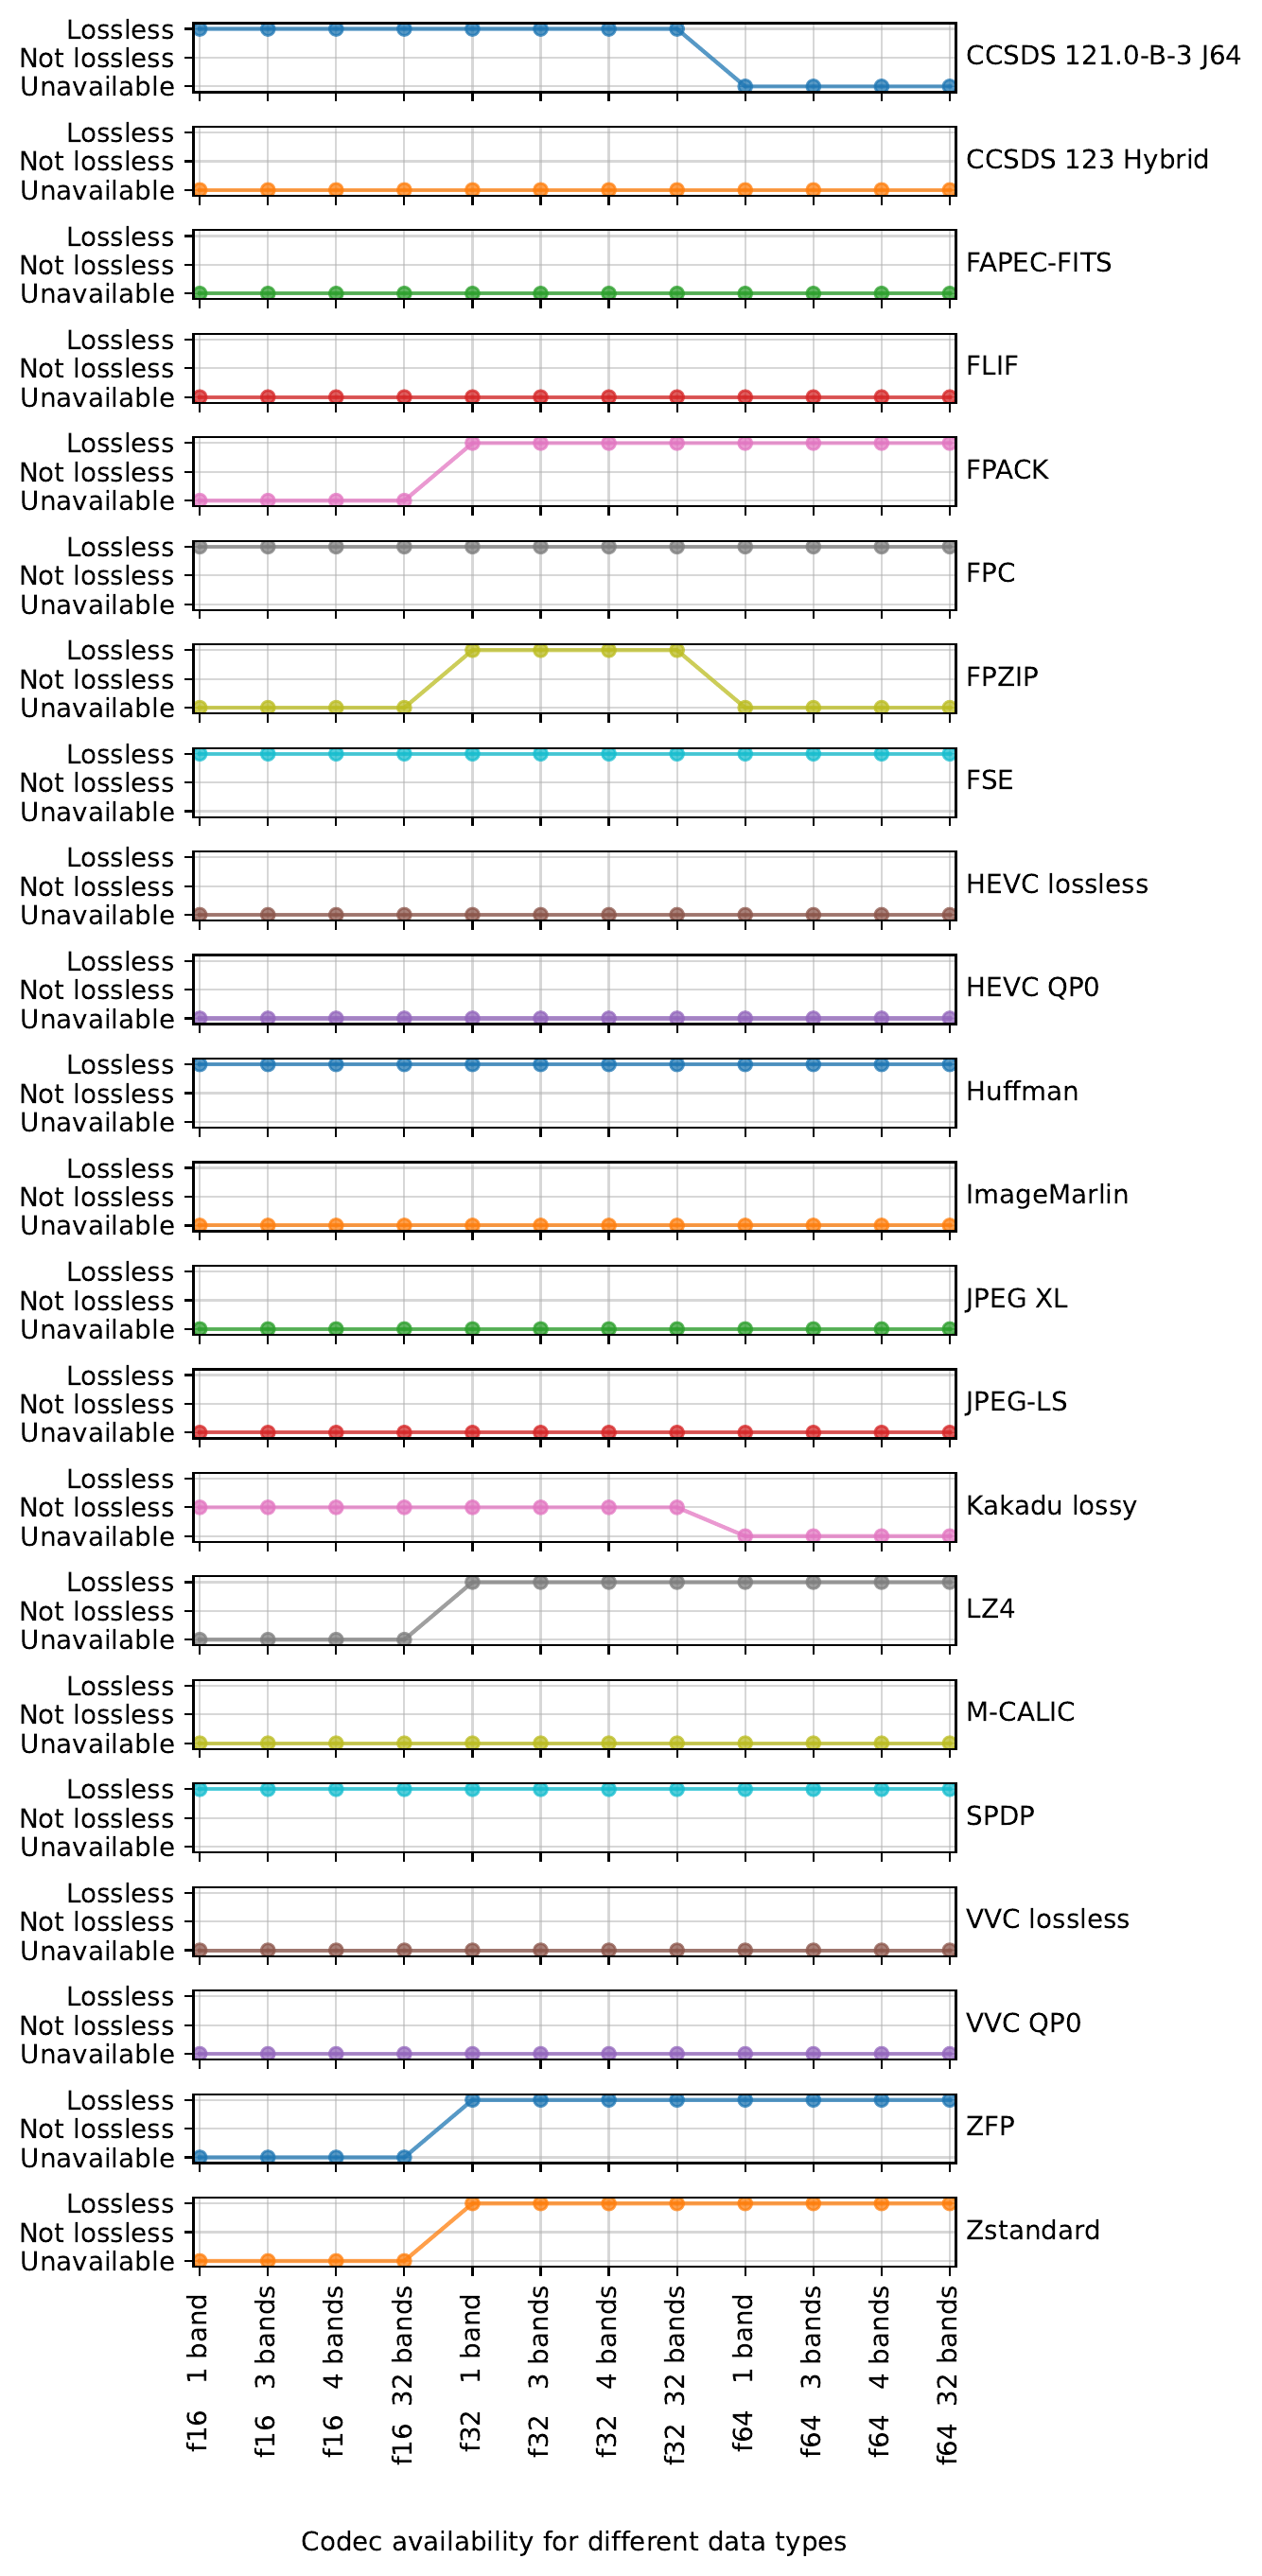 Lossless
Not lossless
Unavailable
CCSDS 121.0-B-3 J64
Lossless
Not lossless
Unavailable
CCSDS 123 Hybrid
Lossless
Not lossless
Unavailable
FAPEC-FITS
Lossless
Not lossless
Unavailable
FLIF
Lossless
Not lossless
Unavailable
FPACK
Lossless
Not lossless
Unavailable
FPC
Lossless
Not lossless
Unavailable
FPZIP
Lossless
Not lossless
Unavailable
FSE
Lossless
Not lossless
Unavailable
HEVC lossless
Lossless
Not lossless
Unavailable
HEVC QP0
Lossless
Not lossless
Unavailable
Huffman
Lossless
Not lossless
Unavailable
ImageMarlin
Lossless
Not lossless
Unavailable
JPEG XL
Lossless
Not lossless
Unavailable
JPEG-LS
Lossless
Not lossless
Unavailable
Kakadu lossy
Lossless
Not lossless
Unavailable
LZ4
Lossless
Not lossless
Unavailable
M-CALIC
Lossless
Not lossless
Unavailable
SPDP
Lossless
Not lossless
Unavailable
VVC lossless
Lossless
Not lossless
Unavailable
VVC QP0
Lossless
Not lossless
Unavailable
ZFP
Lossless
Not lossless
Unavailable
Zstandard
f16 1 band
f16 3 bands
f16 4 bands
f16 32 bands
f32 1 band
f32 3 bands
f32 4 bands
f32 32 bands
f64 1 band
f64 3 bands
f64 4 bands
f64 32 bands
Codec availability for different data types